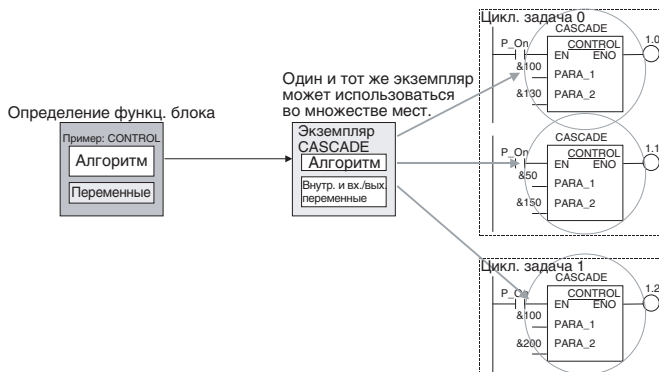 Определение функц. блока
Пример: CONTROL
Алгоритм
Переменные
Один и тот же экземпляр
может использоваться
во множестве мест.
Экземпляр
CASCADE
Алгоритм
Внутр. и вх./вых.
переменные
Цикл. задача 0
CASCADE
P_On
CONTROL
1.0
EN ENO
&100
PARA_1
&130
PARA_2
CASCADE
P_On
CONTROL
1.1
EN ENO
&50
PARA_1
&150
PARA_2
Цикл. задача 1
CASCADE
P_On
CONTROL
1.2
EN ENO
&100
PARA_1
&200
PARA_2